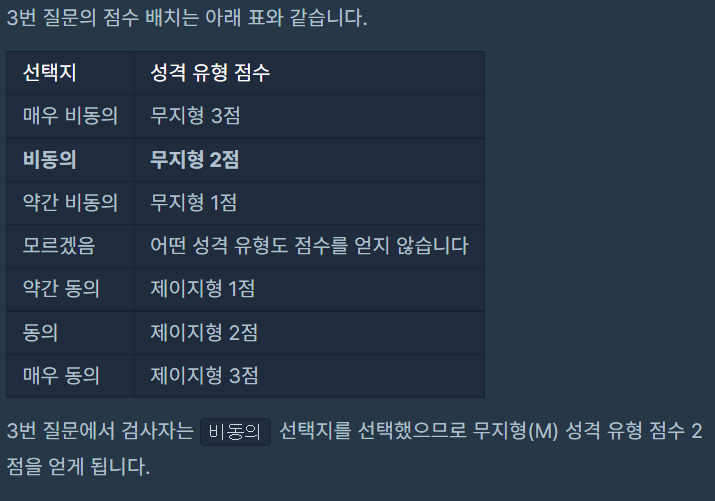 3번 질문의 점수 배치는 아래 표와 같습니다.
선택지 성격 유형 점수
매우 비동의 무지형 3점
비동의 무지형 2점
약간 비동의 무지형 1점
모르겠음 어떤 성격 유형도 점수를 얻지 않습니다
약간 동의 제이지형 1점
동의 제이지형 2점
매우 동의 제이지형 3점
3번 질문에서 검사자는 비동의 선택지를 선택했으므로 무지형(M) 성격 유형 점수 2
점을 얻게 됩니다.